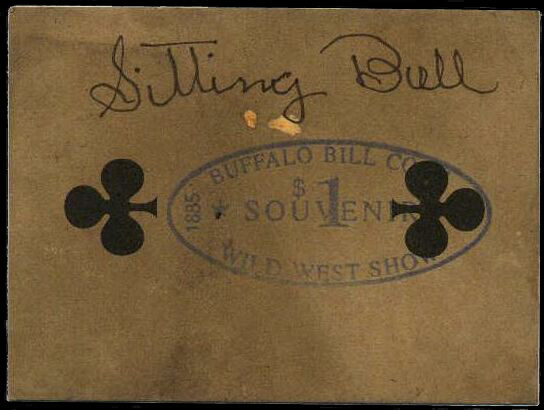 Sitting Bull
BUFFALO BILL CO
1885
$1
★ SOUVENIR
WILD WEST SHOW